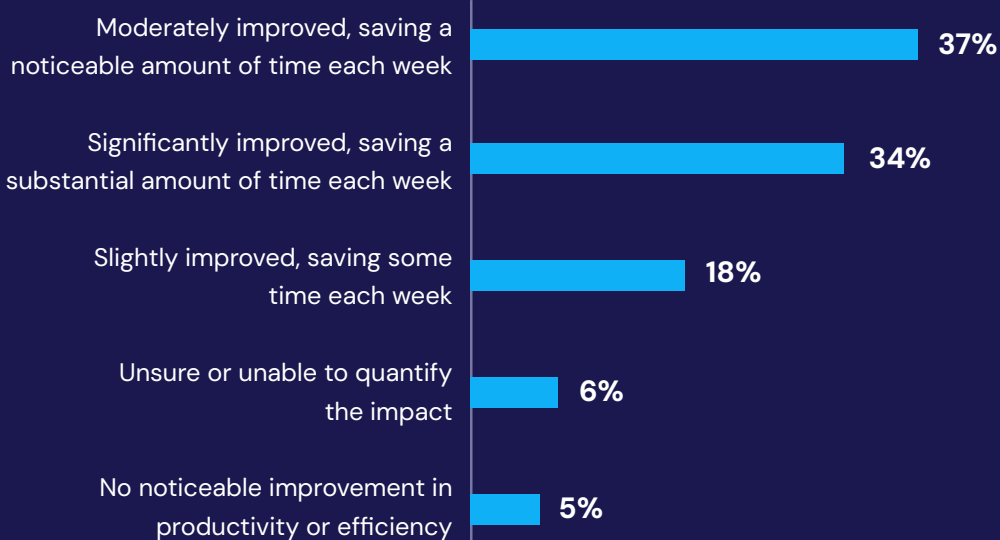 Moderately improved, saving a
noticeable amount of time each week
37%
Significantly improved, saving a
substantial amount of time each week
34%
Slightly improved, saving some
time each week
18%
Unsure or unable to quantify
the impact
6%
No noticeable improvement in
productivity or efficiency
5%